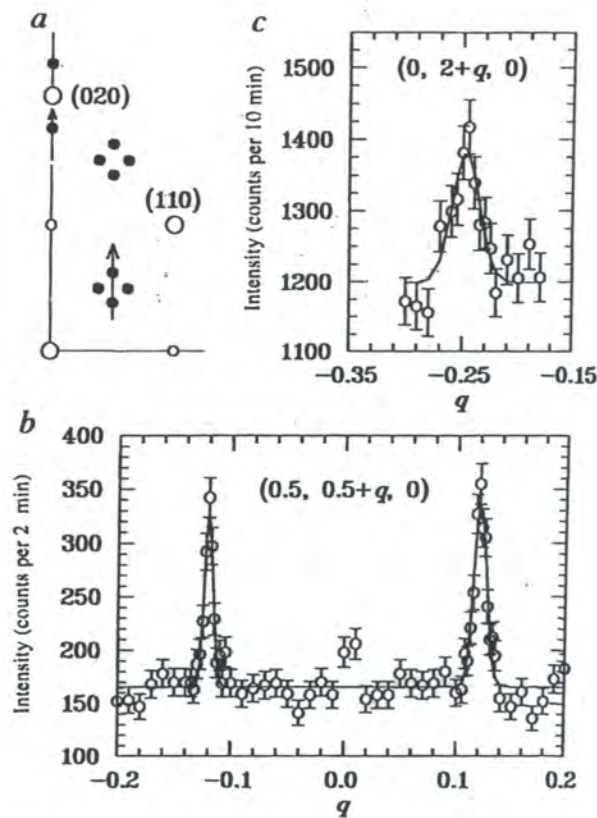 a
(020)
(110)
c
(0, 2+q, 0)
Intensity (counts per 10 min)
1500
1400
1300
1200
1100
−0.35
−0.25
−0.15
q
b
(0.5, 0.5+q, 0)
Intensity (counts per 2 min)
400
350
300
250
200
150
100
−0.2
−0.1
0.0
0.1
0.2
q